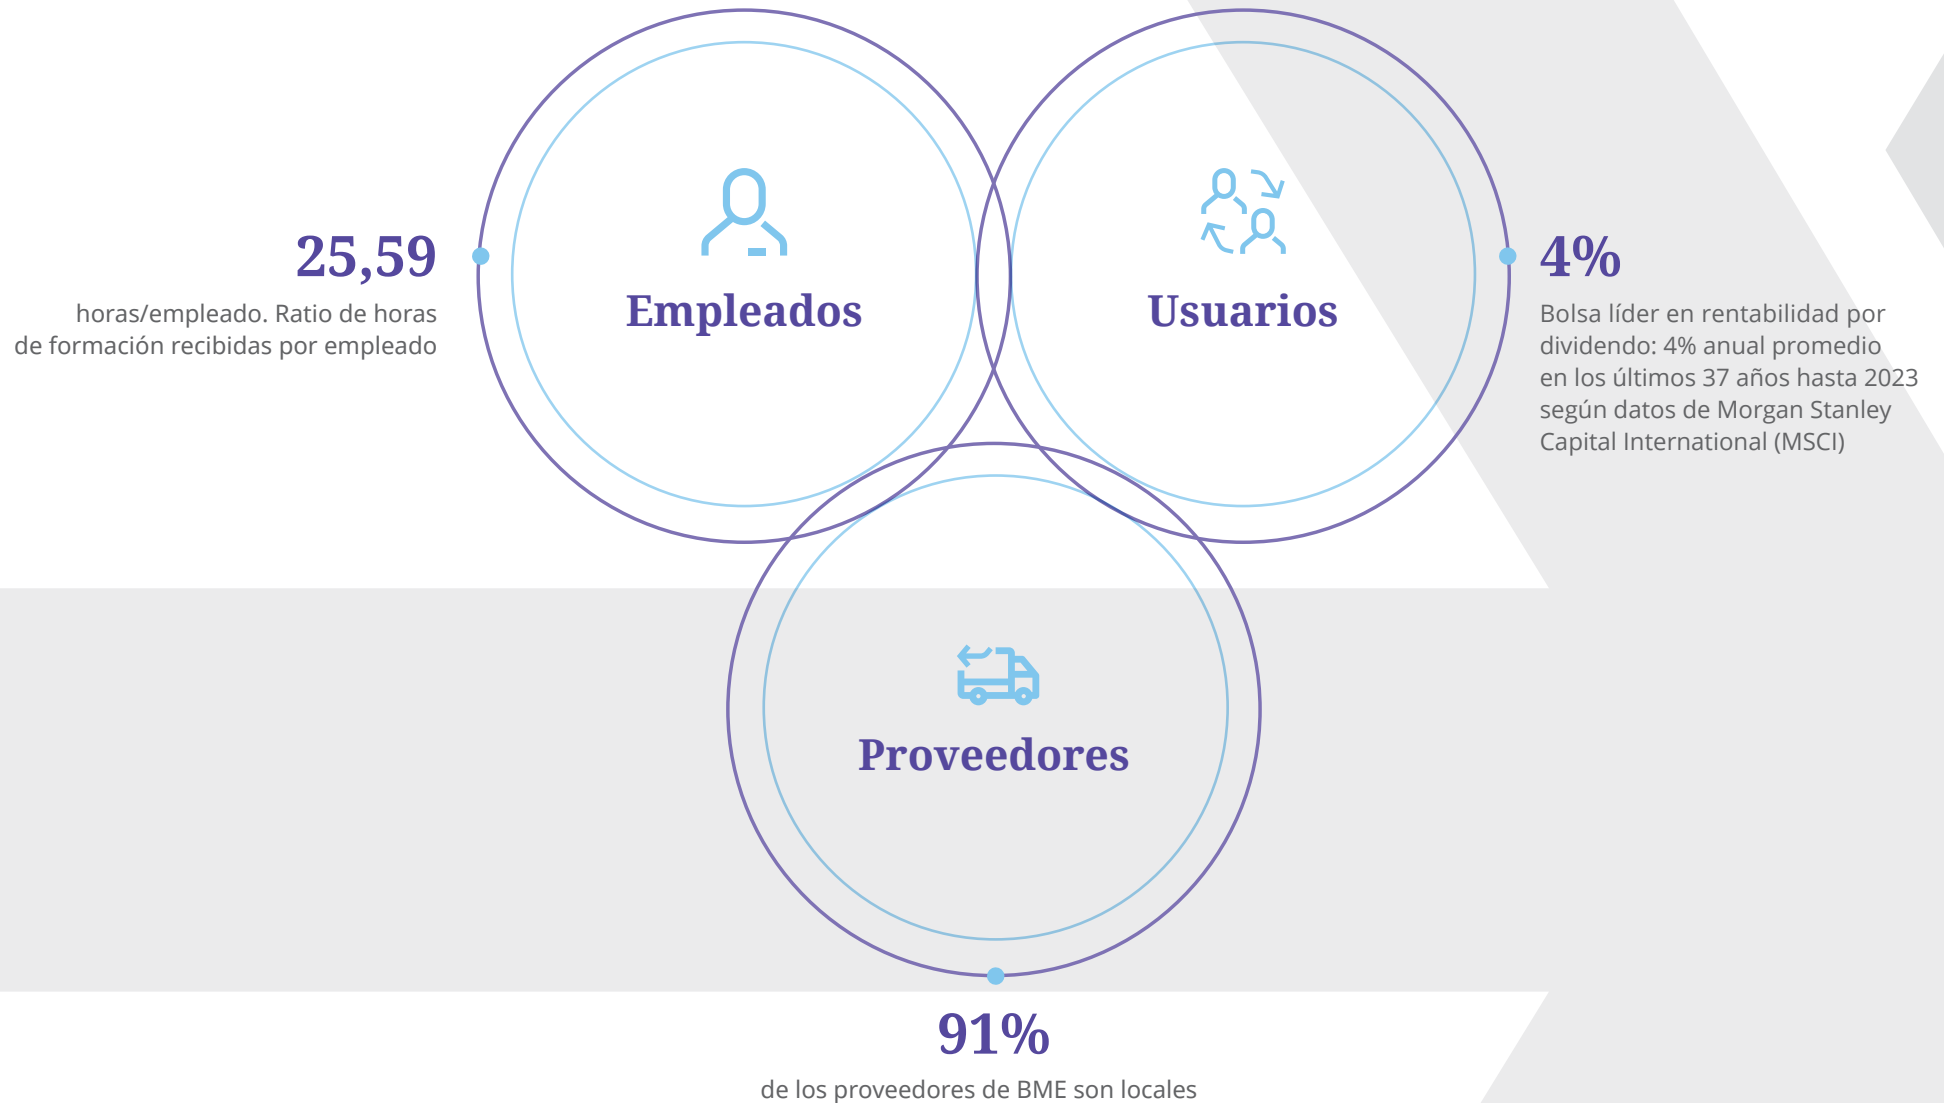 Empleados
25,59
horas/empleado. Ratio de horas
de formación recibidas por empleado
Usuarios
4%
Bolsa líder en rentabilidad por
dividendo: 4% anual promedio
en los últimos 37 años hasta 2023
según datos de Morgan Stanley
Capital International (MSCI)
Proveedores
91%
de los proveedores de BME son locales